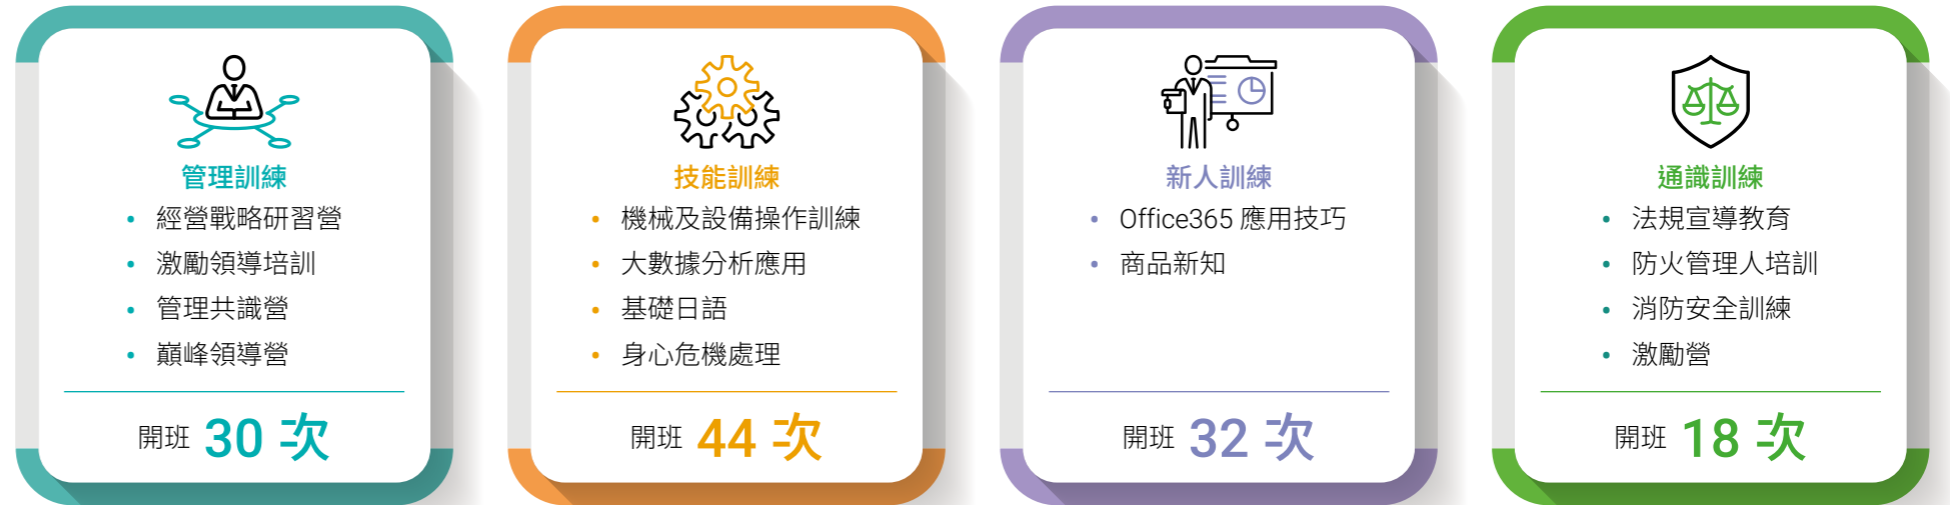 管理訓練
• 經營戰略研習營
• 激勵領導培訓
• 管理共識營
• 巔峰領導營
開班 30 次
技能訓練
• 機械及設備操作訓練
• 大數據分析應用
• 基礎日語
• 身心危機處理
開班 44 次
新人訓練
• Office365 應用技巧
• 商品新知
開班 32 次
通識訓練
• 法規宣導教育
• 防火管理人培訓
• 消防安全訓練
• 激勵營
開班 18 次